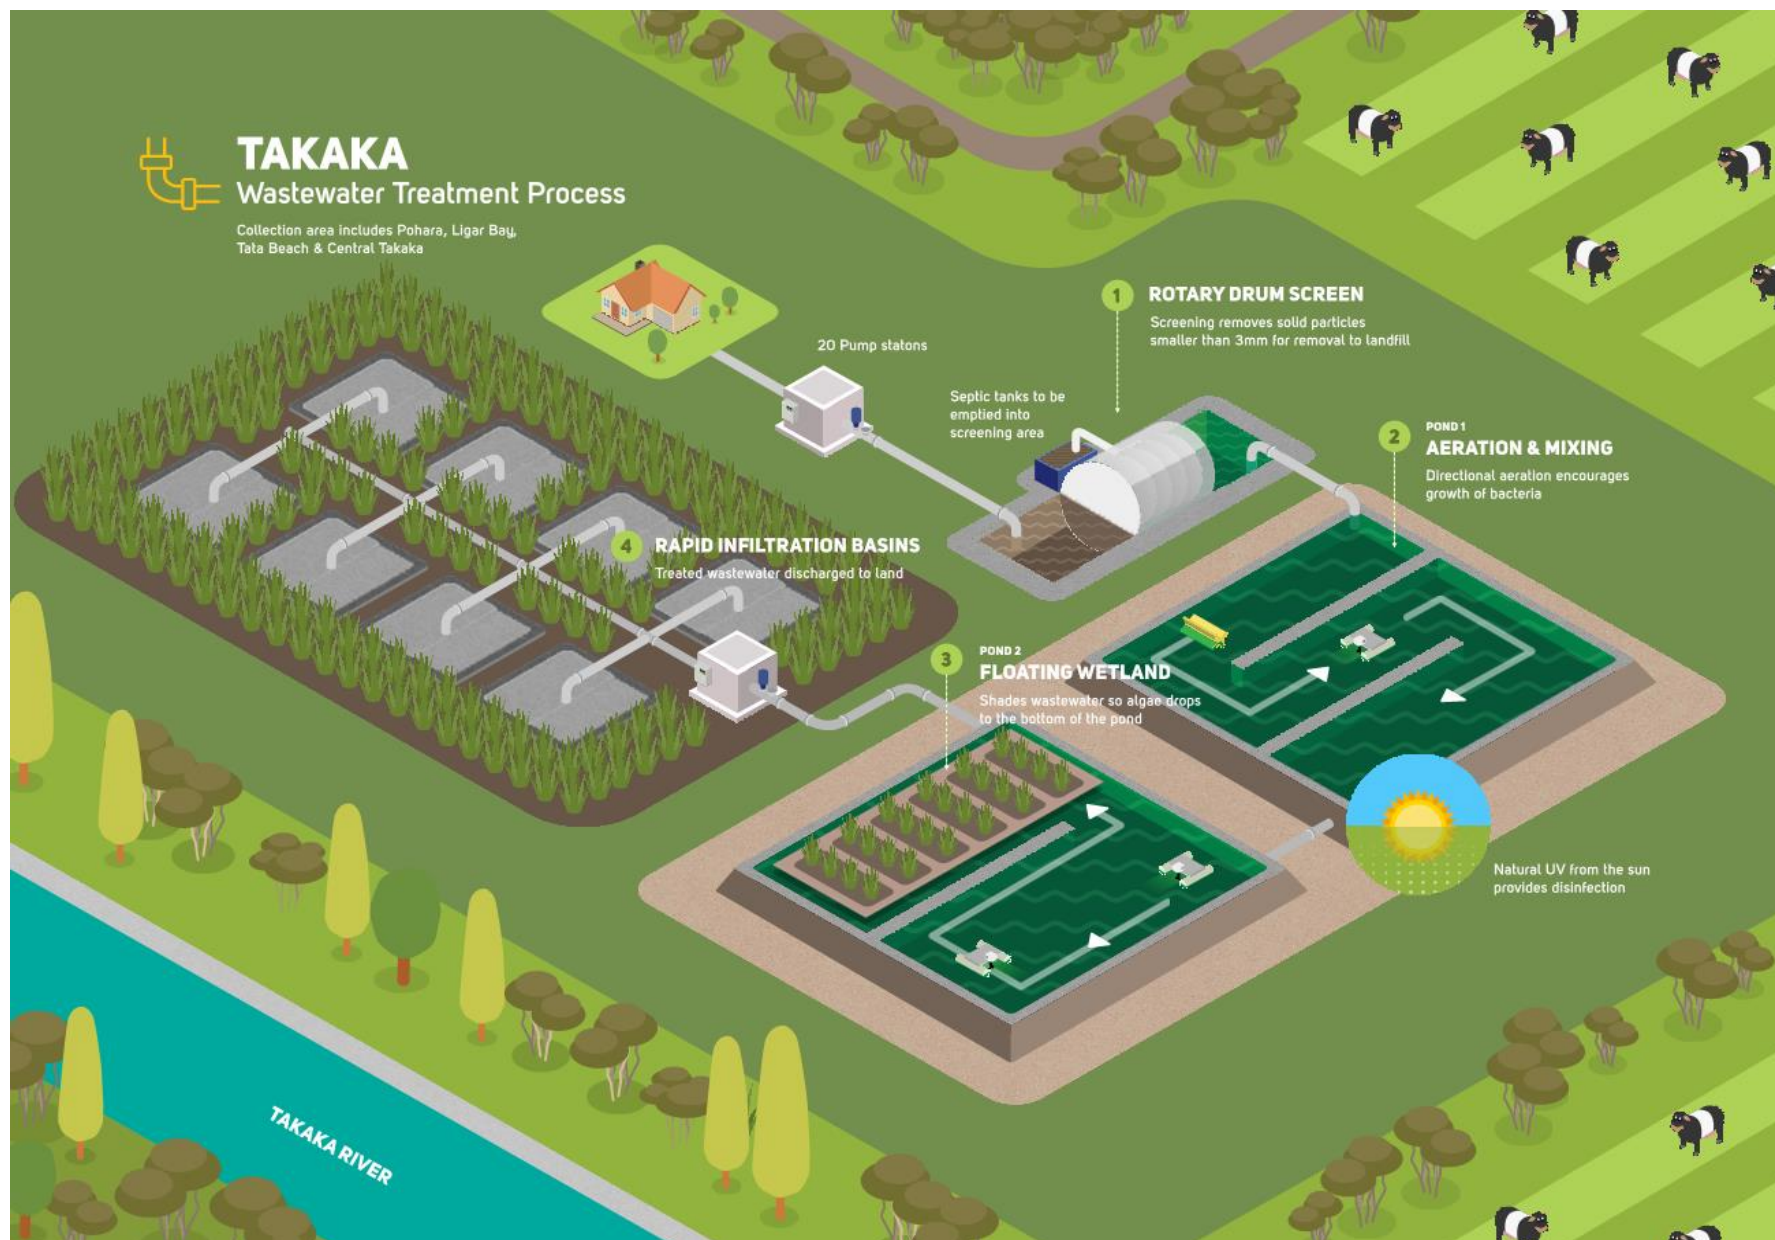 TAKAKA
Wastewater Treatment Process
Collection area includes Pohara, Ligar Bay,
Tata Beach & Central Takaka
20 Pump statons
1
ROTARY DRUM SCREEN
Screening removes solid particles
smaller than 3mm for removal to landfill
Septic tanks to be
emptied into
screening area
2
POND 1
AERATION & MIXING
Directional aeration encourages
growth of bacteria
4
RAPID INFILTRATION BASINS
Treated wastewater discharged to land
3
POND 2
FLOATING WETLAND
Shades wastewater so algae drops
to the bottom of the pond
Natural UV from the sun
provides disinfection
TAKAKA RIVER